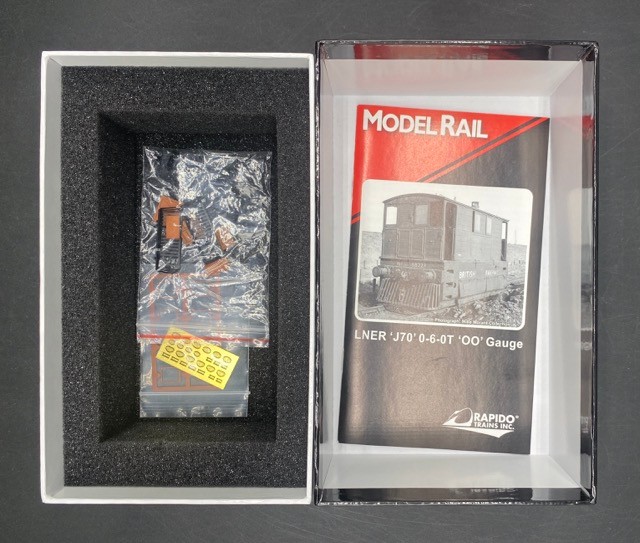 MODEL RAIL
LNER 'J70' 0-6-0T 'OO' Gauge
RAPIDO®
TRAINS INC.